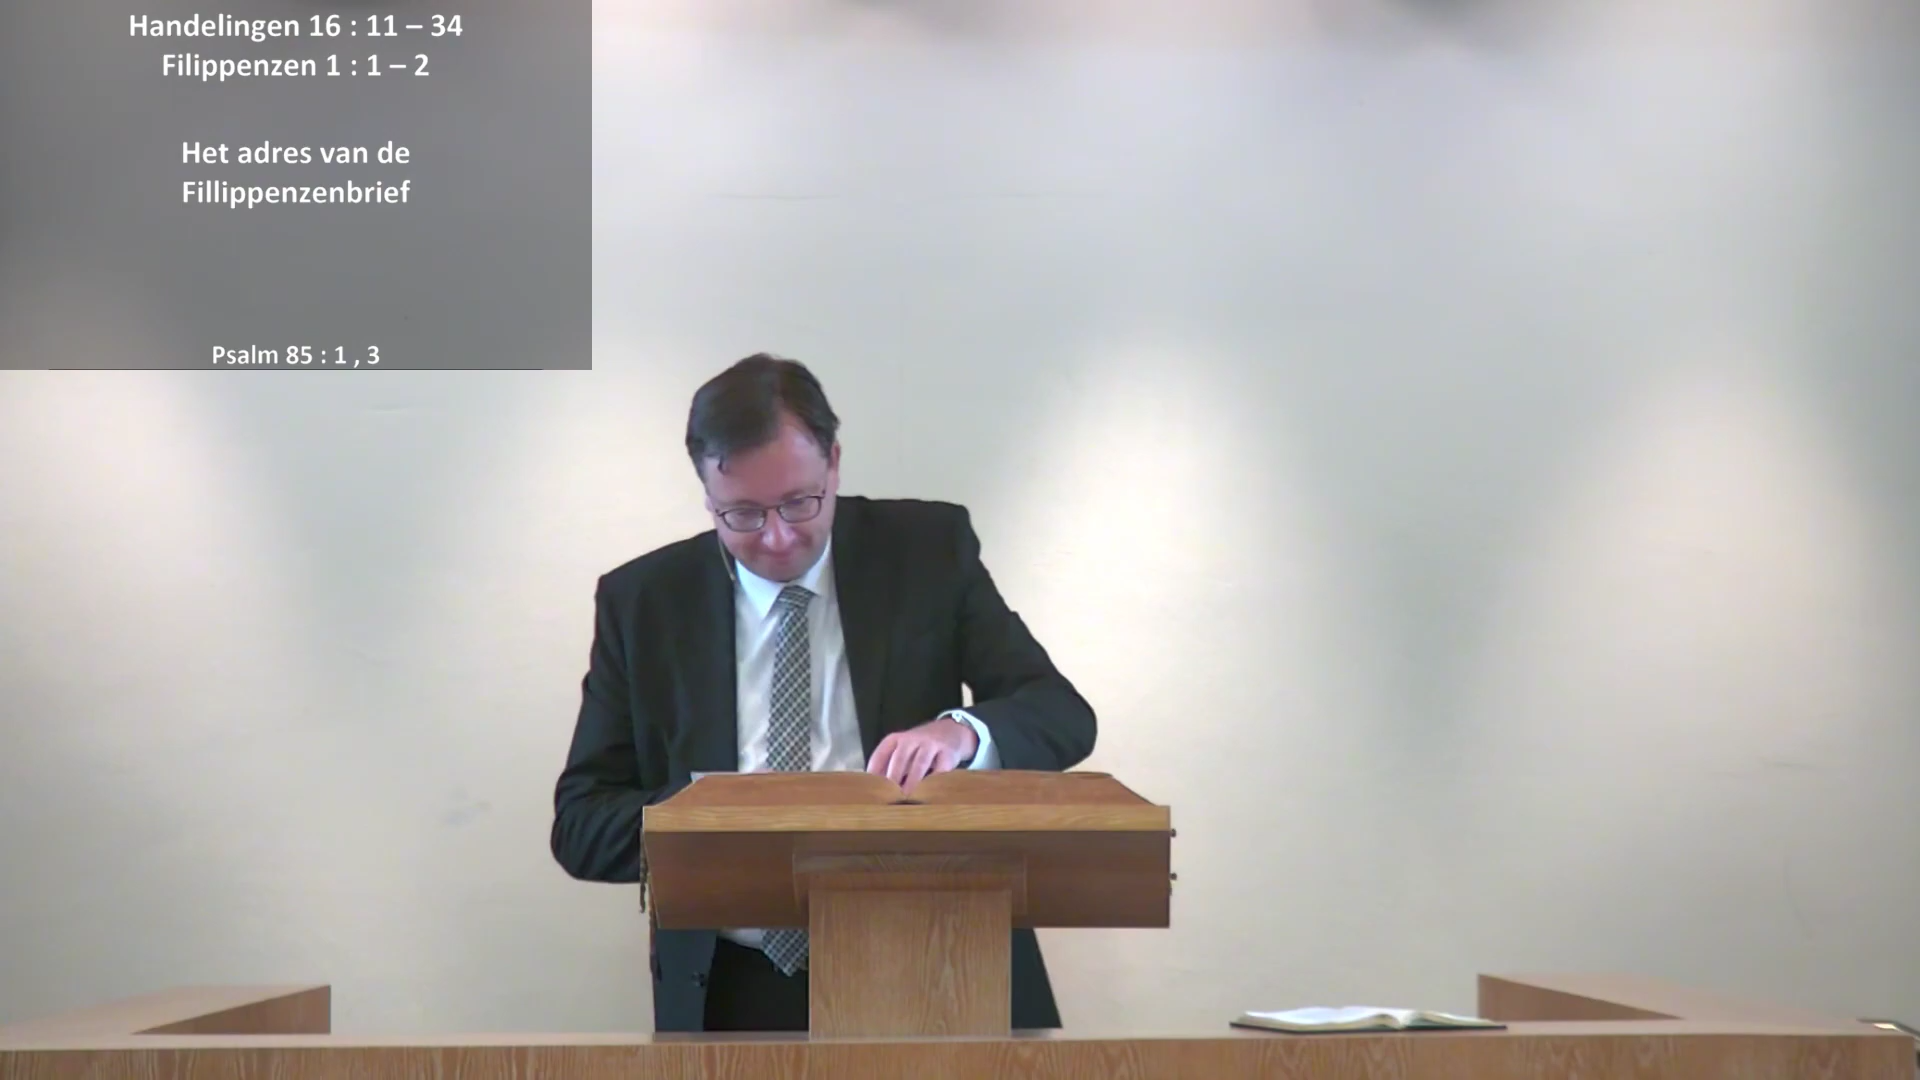 Handelingen 16 : 11 – 34
Filippenzen 1 : 1 – 2
Het adres van de
Fillippenzenbrief
Psalm 85 : 1 , 3